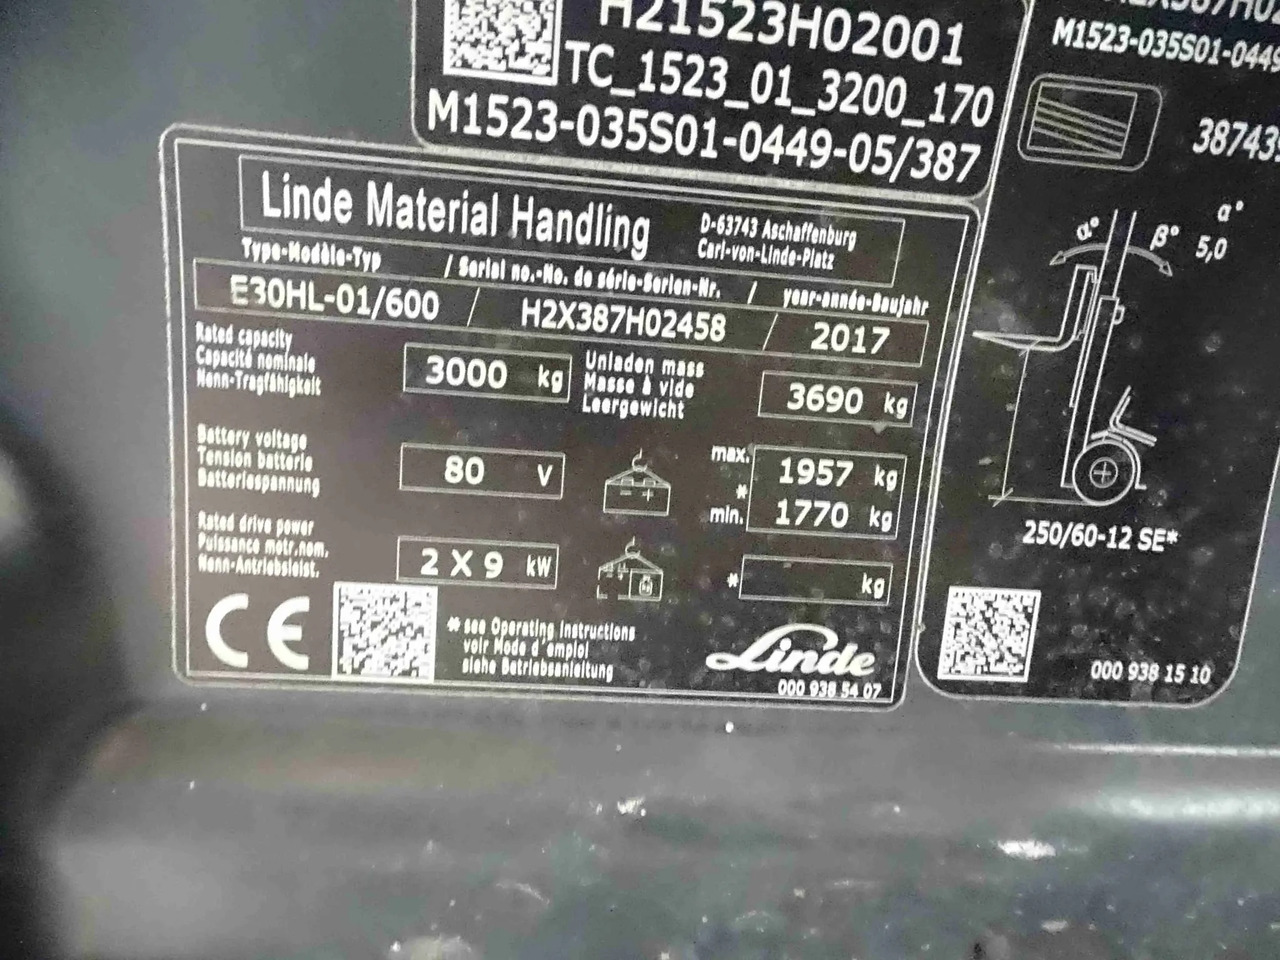 H21523H02001
TC_1523_01_3200_170
M1523-035S01-0449-05/387
Linde Material Handling
D-63743 Aschaffenburg
Carl-von-Linde-Platz
Type-Modèle-Typ / Serial no.-No. de série-Serien-Nr. / year-année-Baujahr
E30HL-01/600 / H2X387H02458 / 2017
Rated capacity
Capacité nominale
Nenn-Tragfähigkeit
3000 kg
Unladen mass
Masse à vide
Leergewicht
3690 kg
Battery voltage
Tension batterie
Batteriespannung
80 V
max. 1957 kg
*
min. 1770 kg
Rated drive power
Puissance motr.nom.
Nenn-Antriebsleist.
2 X 9 kW
* kg
CE
* see Operating Instructions
voir Mode d'emploi
siehe Betriebsanleitung
Linde
000 938 54 07
M1523-035S01-0449
38743
α°
α° β° 5,0
250/60-12 SE*
000 938 15 10